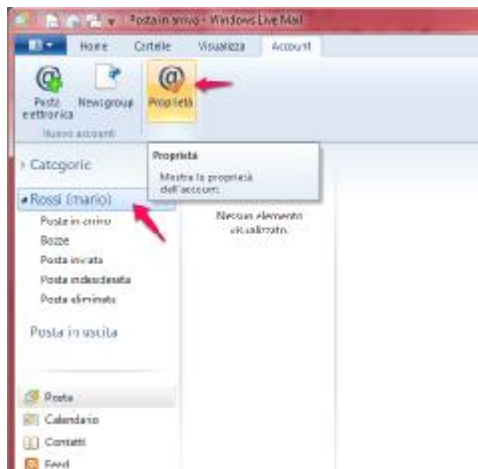 Posta in arrivo - Windows Live Mail
Home Cartelle Visualizza Account
Posta elettronica
Newsgroup
Proprietà
Nuovo account
Proprietà
Mostra le proprietà
dell'account.
Categorie
Rossi (mario)
Posta in arrivo
Bozze
Posta inviata
Posta indesiderata
Posta eliminata
Nessun elemento
visualizzato.
Posta in uscita
Posta
Calendario
Contatti
Feed